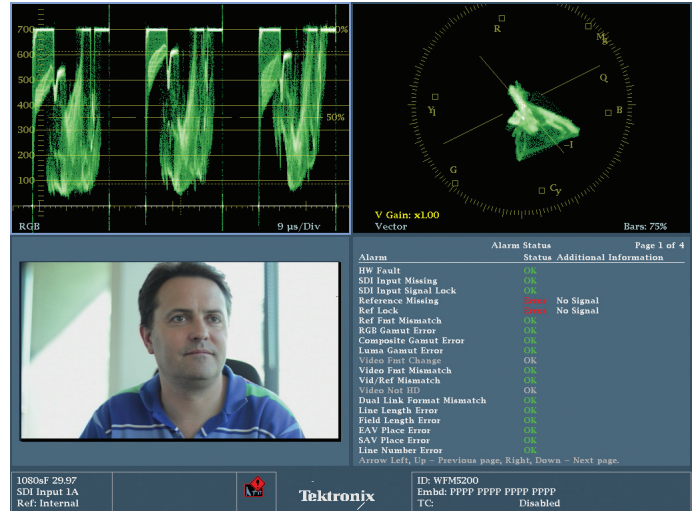 700
600
500
400
300
200
100
50%
RGB
9 µs/Div
R
Q
B
-I
G
Cy
V Gain: x1.00
Vector
Bars: 75%
Alarm Status
Page 1 of 4
Alarm Status Additional Information
HW Fault OK
SDI Input Missing OK
SDI Input Signal Lock OK
Reference Missing Error No Signal
Ref Lock Error No Signal
Ref Fmt Mismatch OK
RGB Gamut Error OK
Composite Gamut Error OK
Luma Gamut Error OK
Video Fmt Change OK
Video Fmt Mismatch OK
Vid/Ref Mismatch OK
Video Not HD OK
Dual Link Format Mismatch OK
Line Length Error OK
Field Length Error OK
EAV Place Error OK
SAV Place Error OK
Line Number Error OK
Arrow Left, Up – Previous page, Right, Down – Next page.
1080sF 29.97
SDI Input 1A
Ref: Internal
Tektronix
ID: WFM5200
Embd: PPPP PPPP PPPP PPPP
TC: Disabled